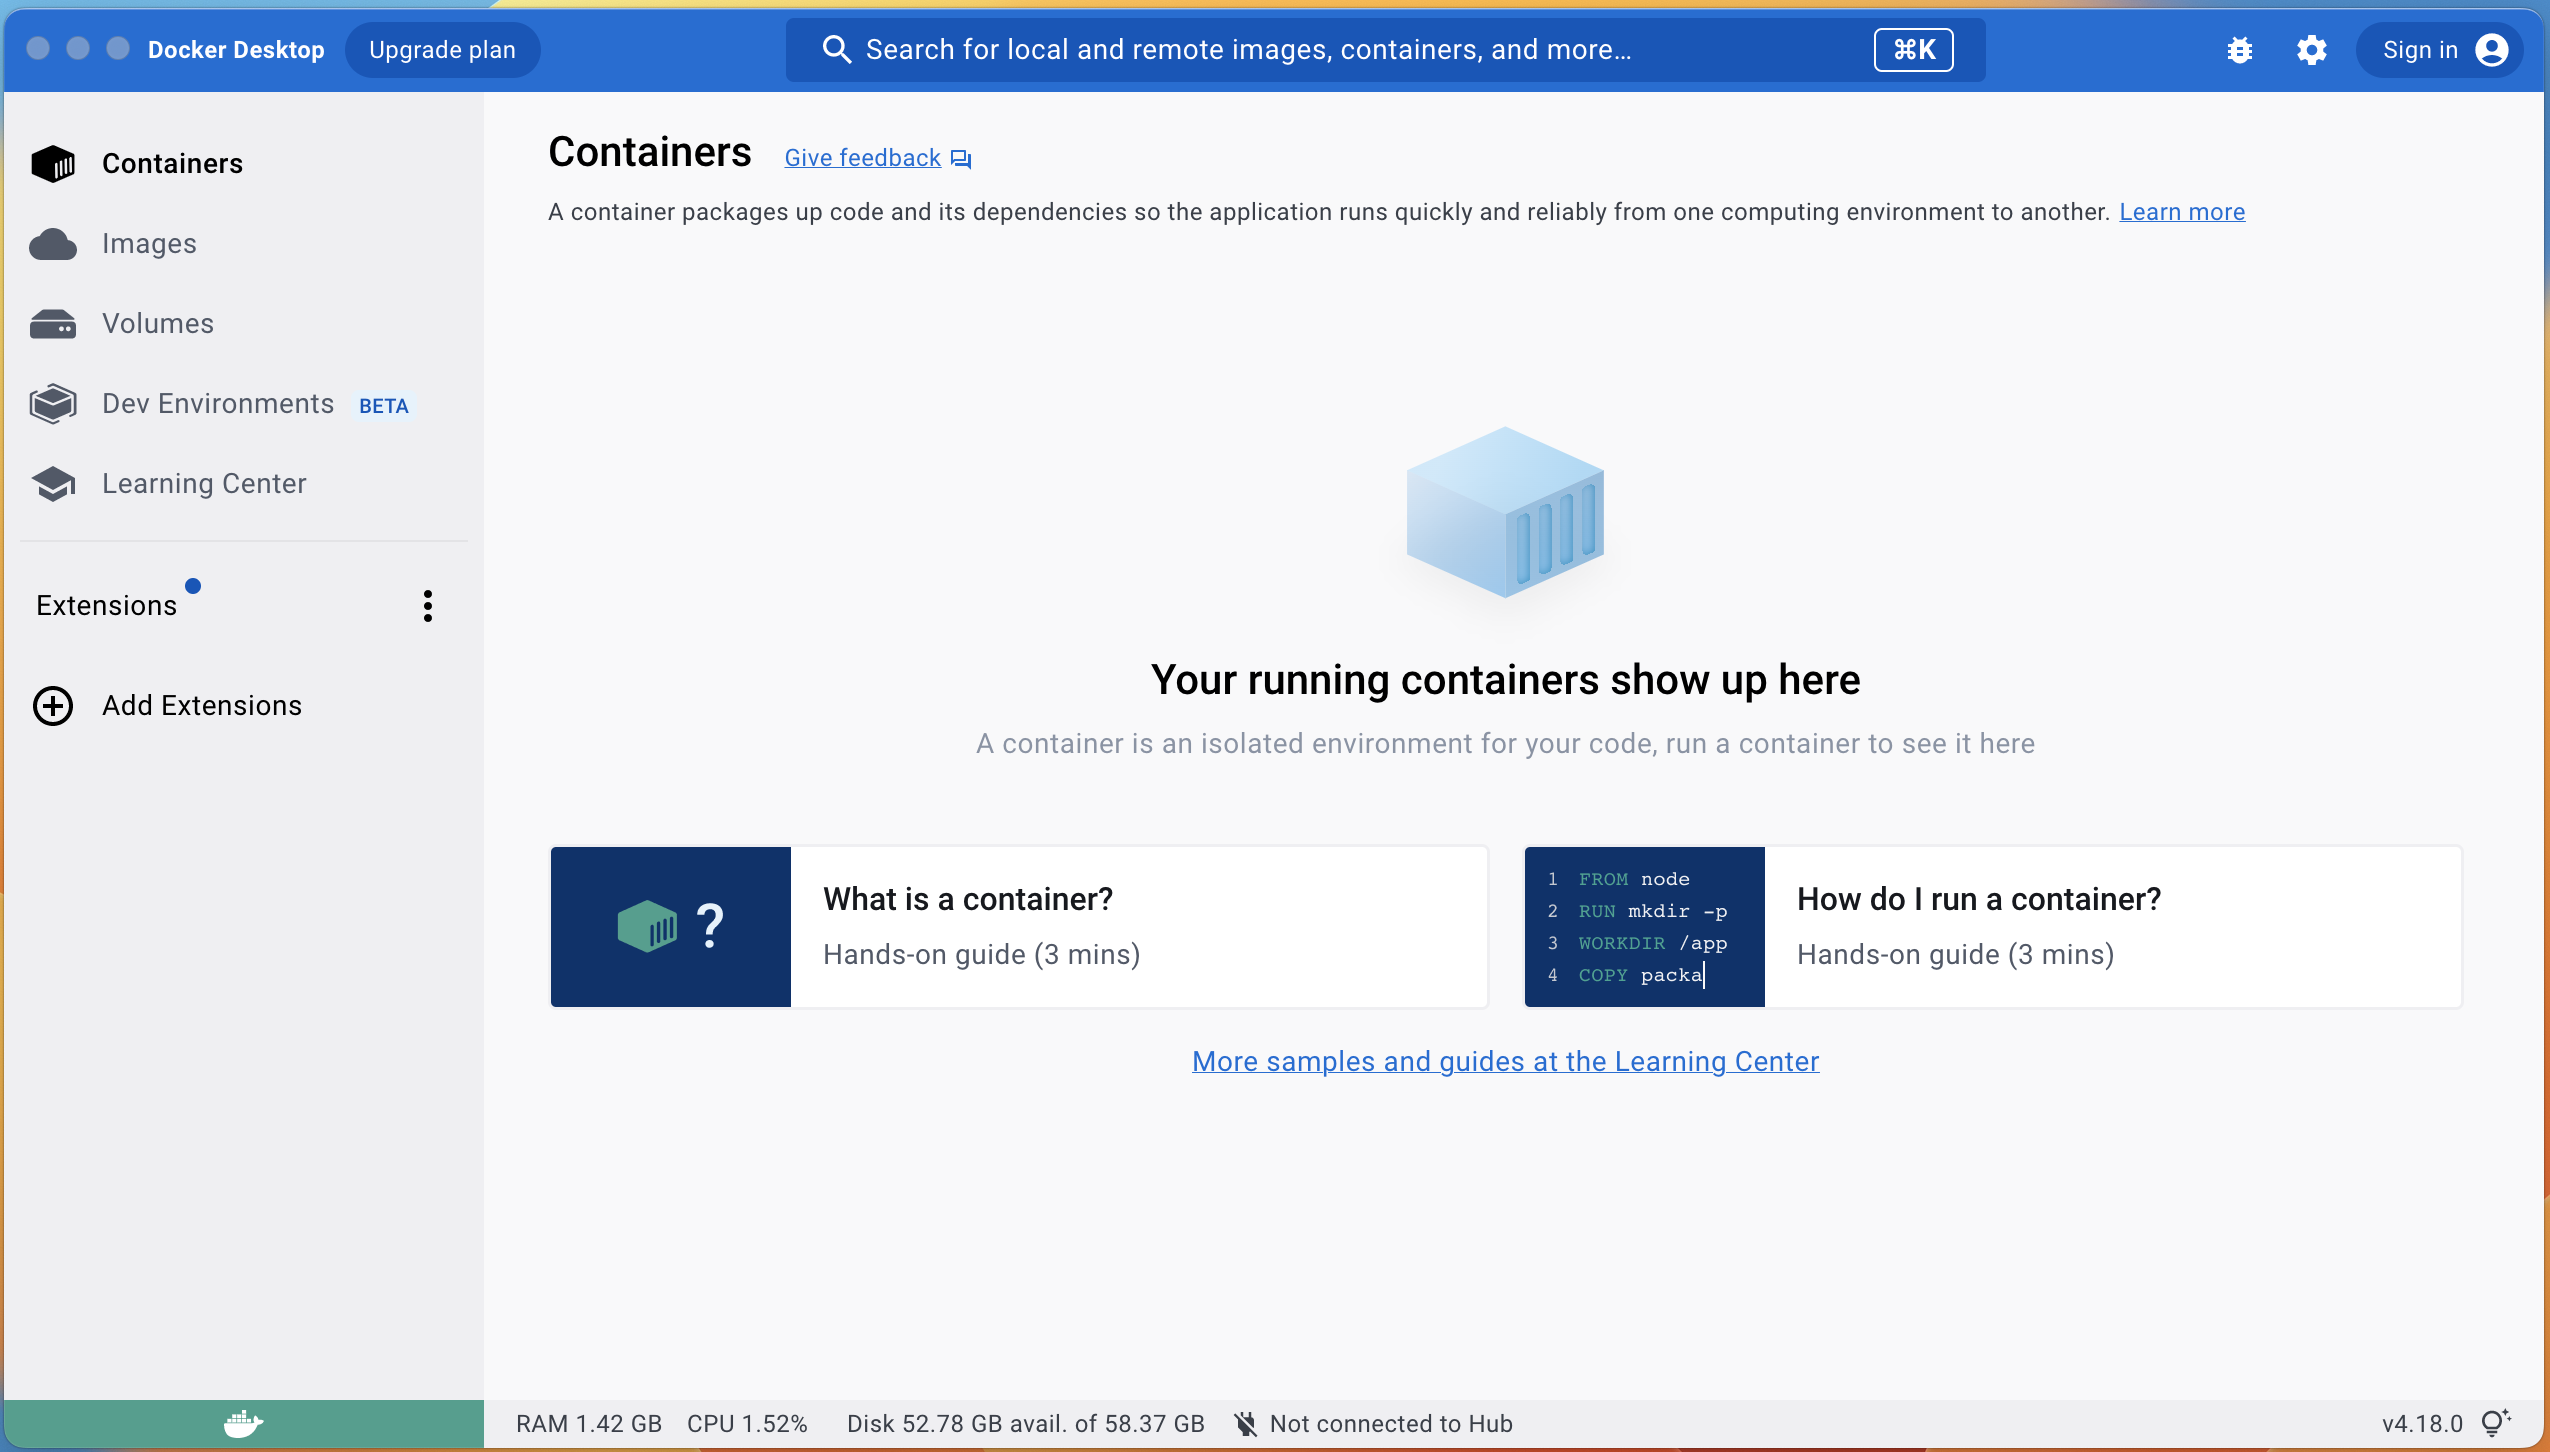 Docker Desktop
Upgrade plan
Search for local and remote images, containers, and more…
⌘K
Sign in
Containers
Images
Volumes
Dev Environments BETA
Learning Center
Extensions
Add Extensions
Containers
Give feedback
A container packages up code and its dependencies so the application runs quickly and reliably from one computing environment to another. Learn more
Your running containers show up here
A container is an isolated environment for your code, run a container to see it here
?
What is a container?
Hands-on guide (3 mins)
1 FROM node
2 RUN mkdir -p
3 WORKDIR /app
4 COPY packa
How do I run a container?
Hands-on guide (3 mins)
More samples and guides at the Learning Center
RAM 1.42 GB CPU 1.52% Disk 52.78 GB avail. of 58.37 GB Not connected to Hub
v4.18.0